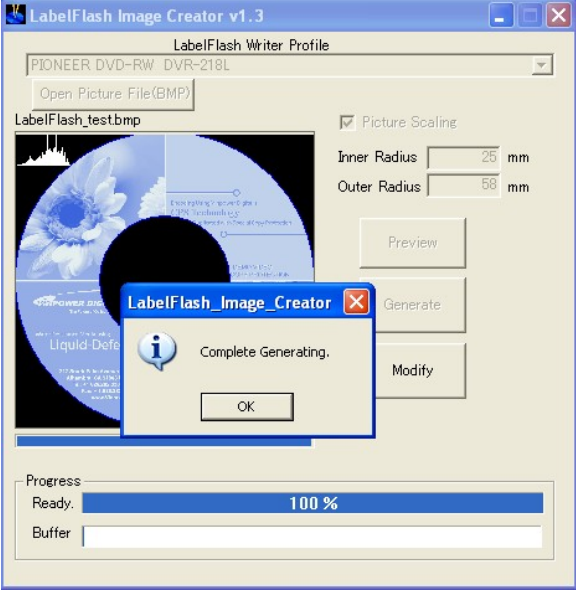 LabelFlash Image Creator v1.3
LabelFlash Writer Profile
PIONEER DVD-RW DVR-218L
Open Picture File(BMP)
LabelFlash_test.bmp
Picture Scaling
Inner Radius 25 mm
Outer Radius 58 mm
Preview
Generate
Modify
Technology
POWER
Liquid-Defe
LabelFlash_Image_Creator
Complete Generating.
OK
Progress
Ready. 100 %
Buffer